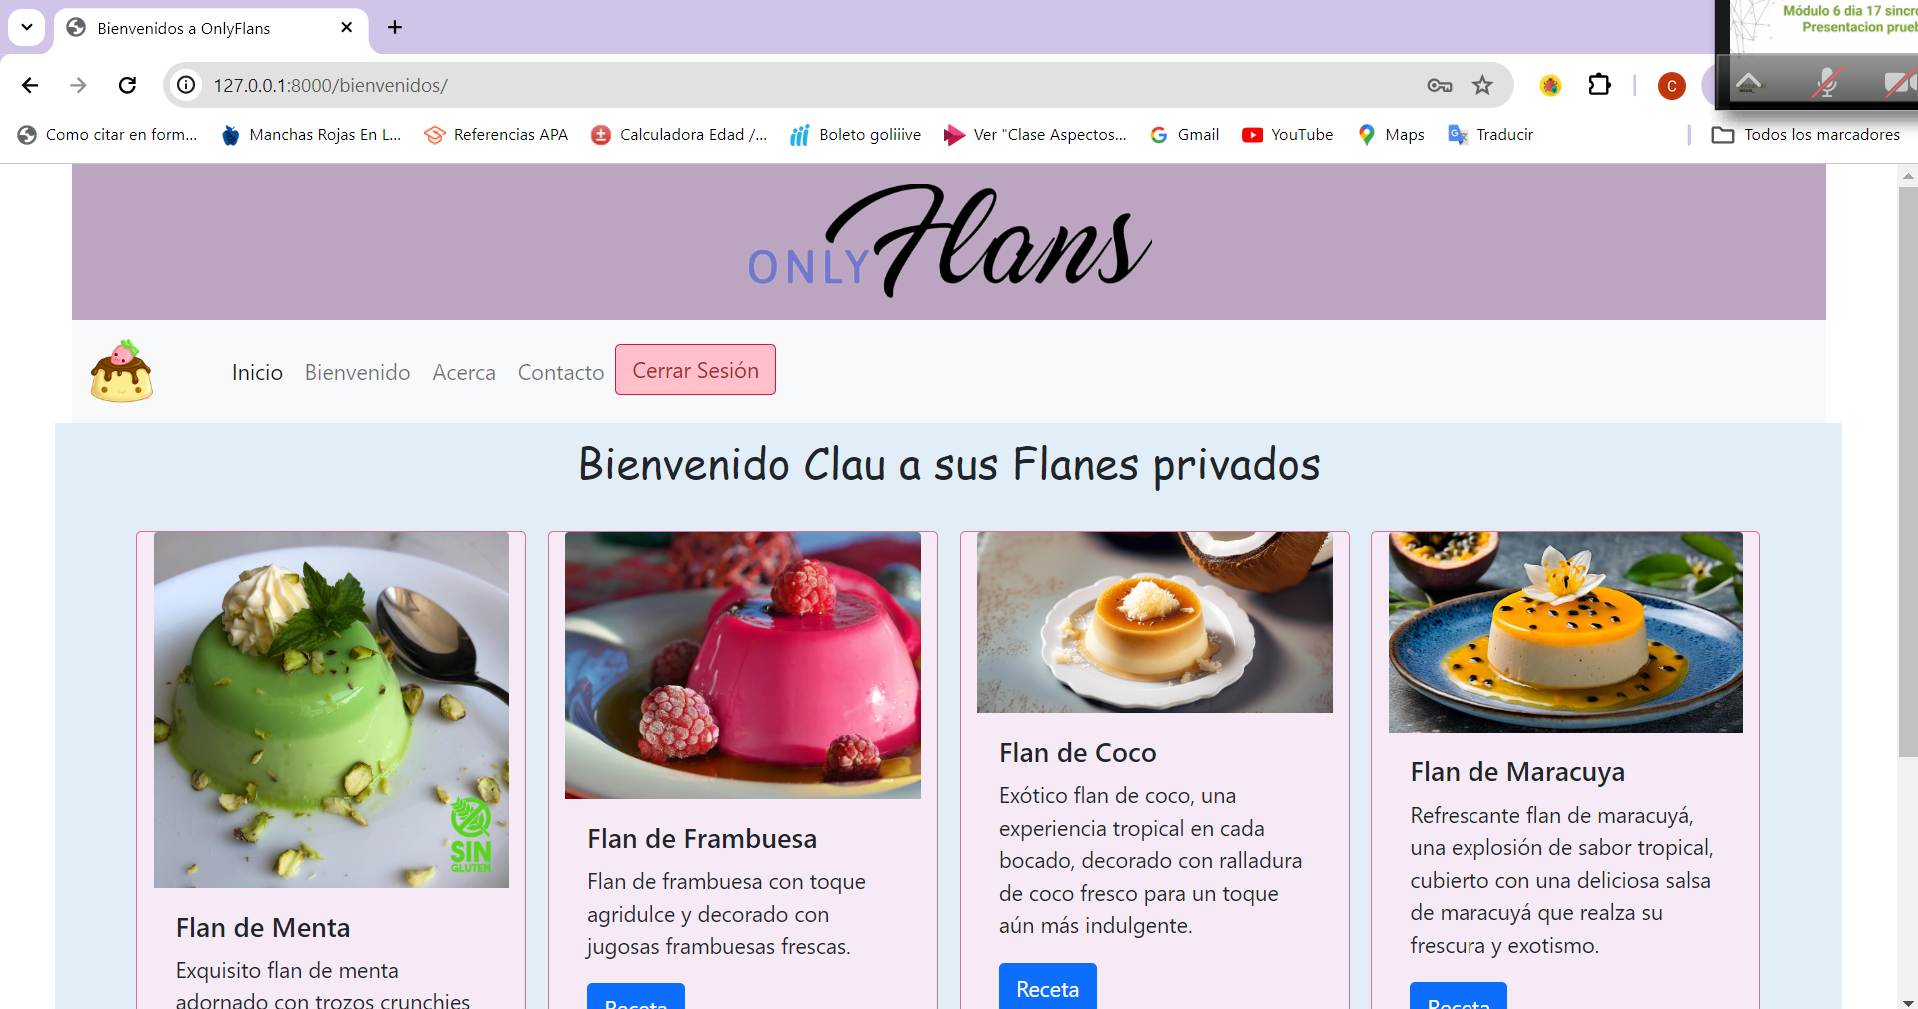 Bienvenidos a OnlyFlans
Módulo 6 dia 17 sincro
Presentacion prueb
127.0.0.1:8000/bienvenidos/
C
Como citar en form...
Manchas Rojas En L...
Referencias APA
Calculadora Edad /...
Boleto goliiive
Ver "Clase Aspectos...
Gmail
YouTube
Maps
Traducir
Todos los marcadores
ONLY Flans
Inicio
Bienvenido
Acerca
Contacto
Cerrar Sesión
Bienvenido Clau a sus Flanes privados
SIN
GLUTEN
Flan de Menta
Exquisito flan de menta
adornado con trozos crunchies
Flan de Frambuesa
Flan de frambuesa con toque
agridulce y decorado con
jugosas frambuesas frescas.
Receta
Flan de Coco
Exótico flan de coco, una
experiencia tropical en cada
bocado, decorado con ralladura
de coco fresco para un toque
aún más indulgente.
Receta
Flan de Maracuya
Refrescante flan de maracuyá,
una explosión de sabor tropical,
cubierto con una deliciosa salsa
de maracuyá que realza su
frescura y exotismo.
Receta